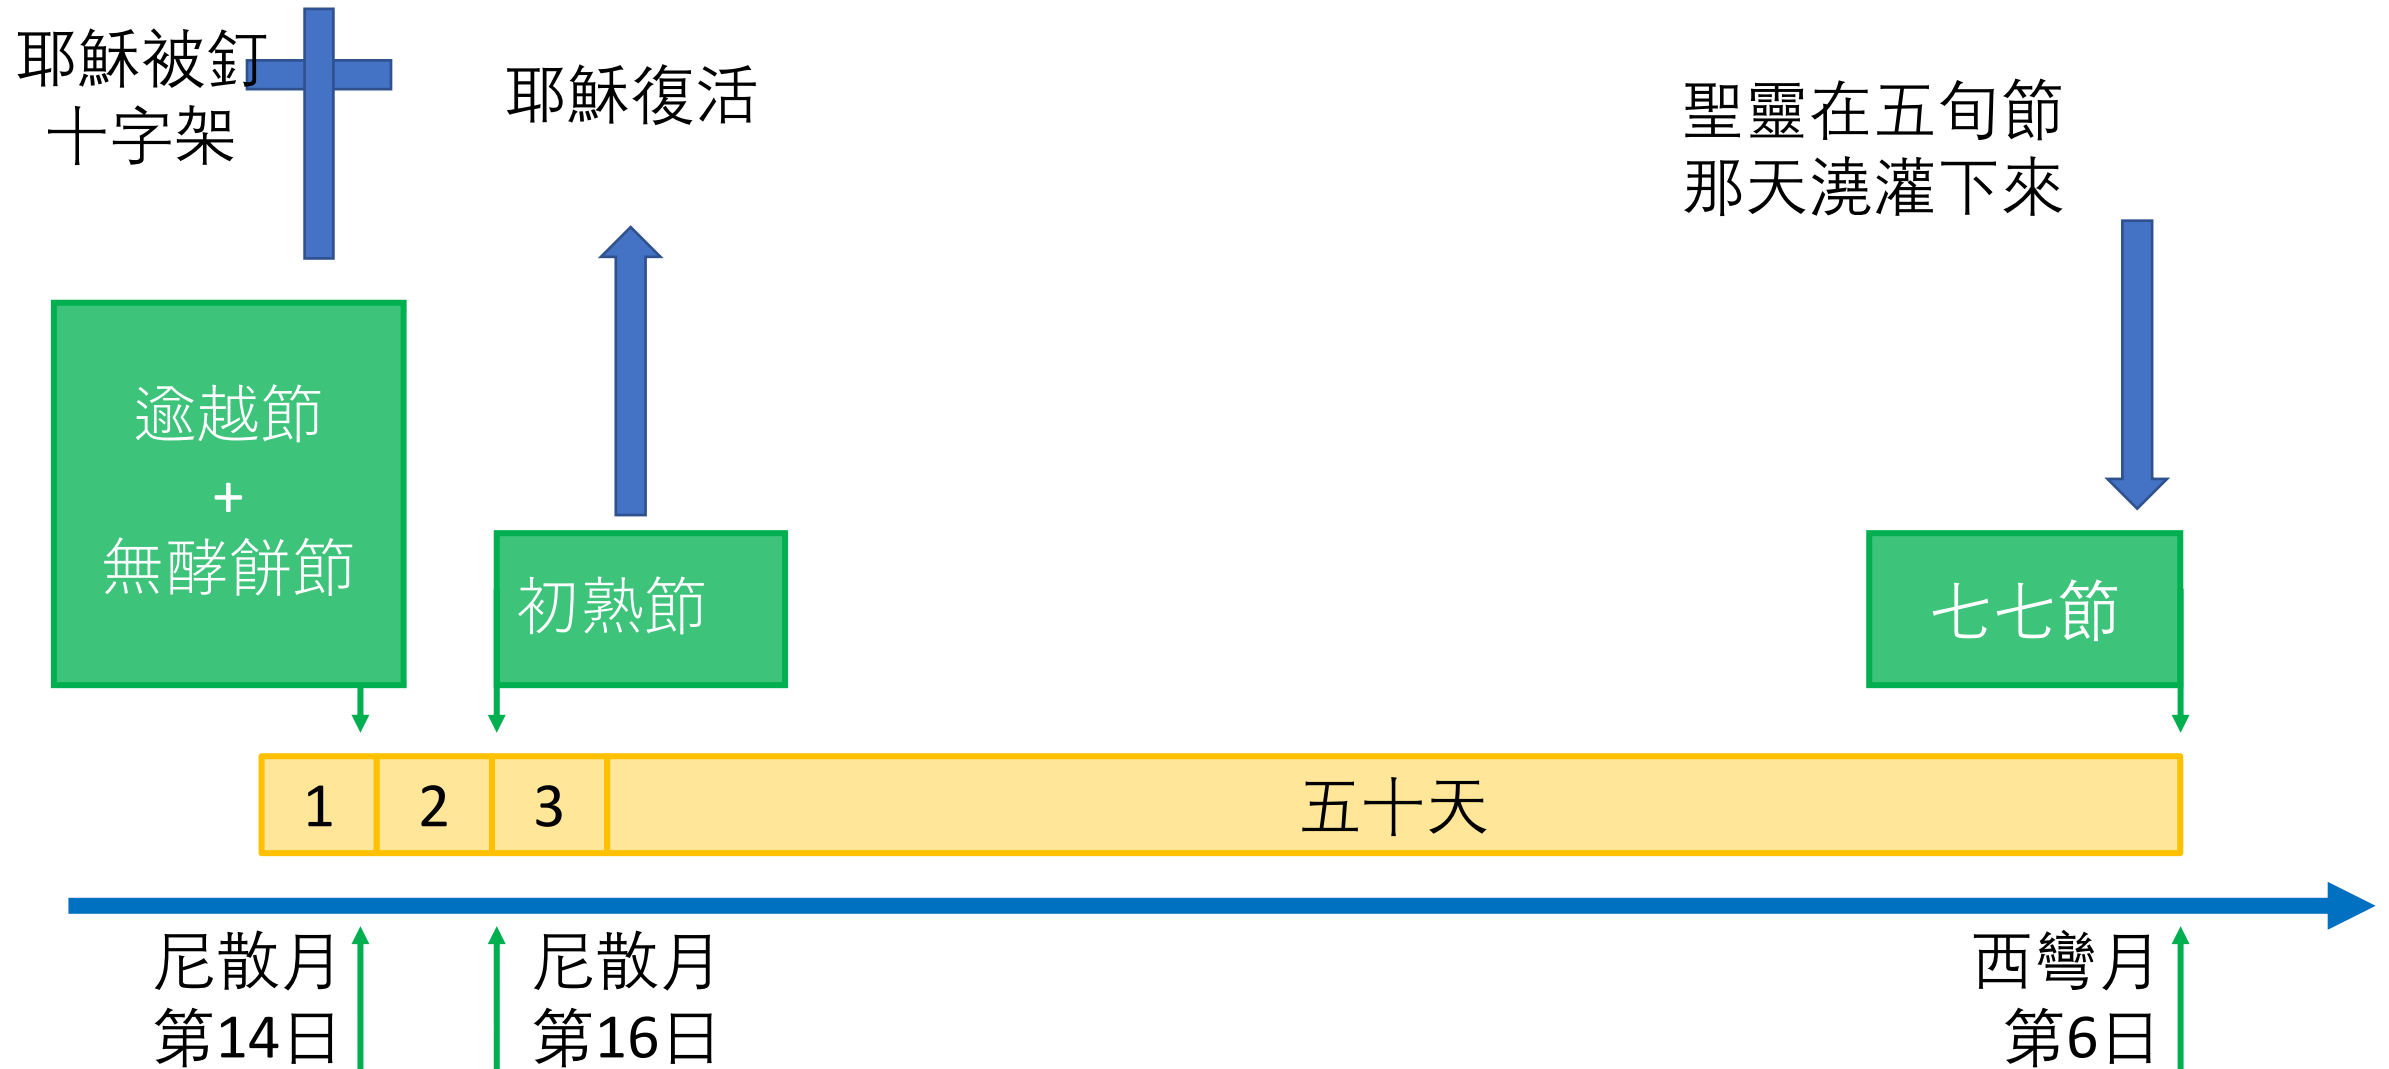 耶穌被釘
十字架
耶穌復活
聖靈在五旬節
那天澆灌下來
逾越節
+
無酵餅節
初熟節
七七節
1
2
3
五十天
尼散月
第14日
尼散月
第16日
西彎月
第6日